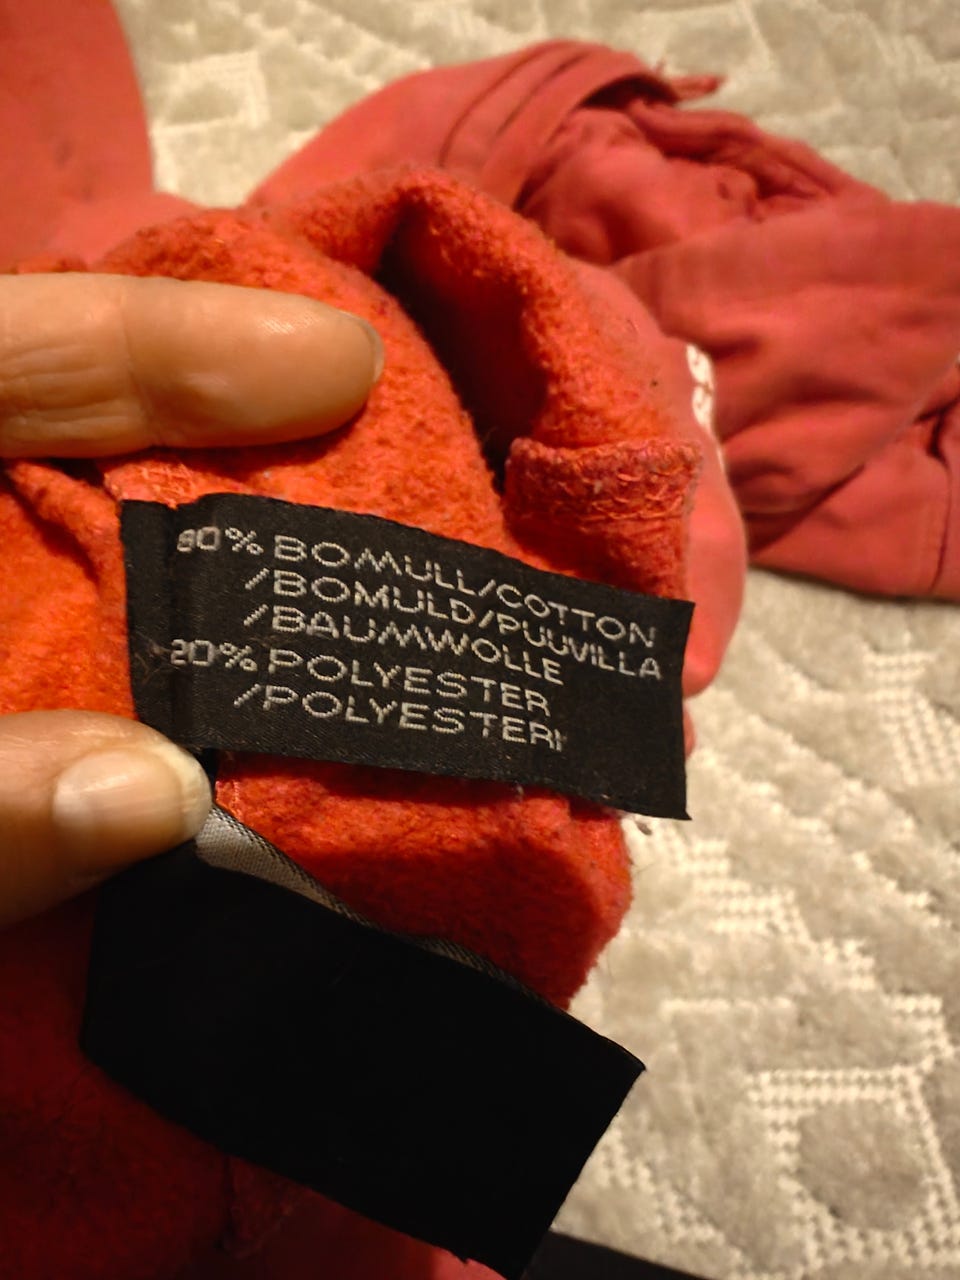 80% BOMULL/COTTON
/BOMULD/PUUVILLA
/BAUMWOLLE
20% POLYESTER
/POLYESTERI